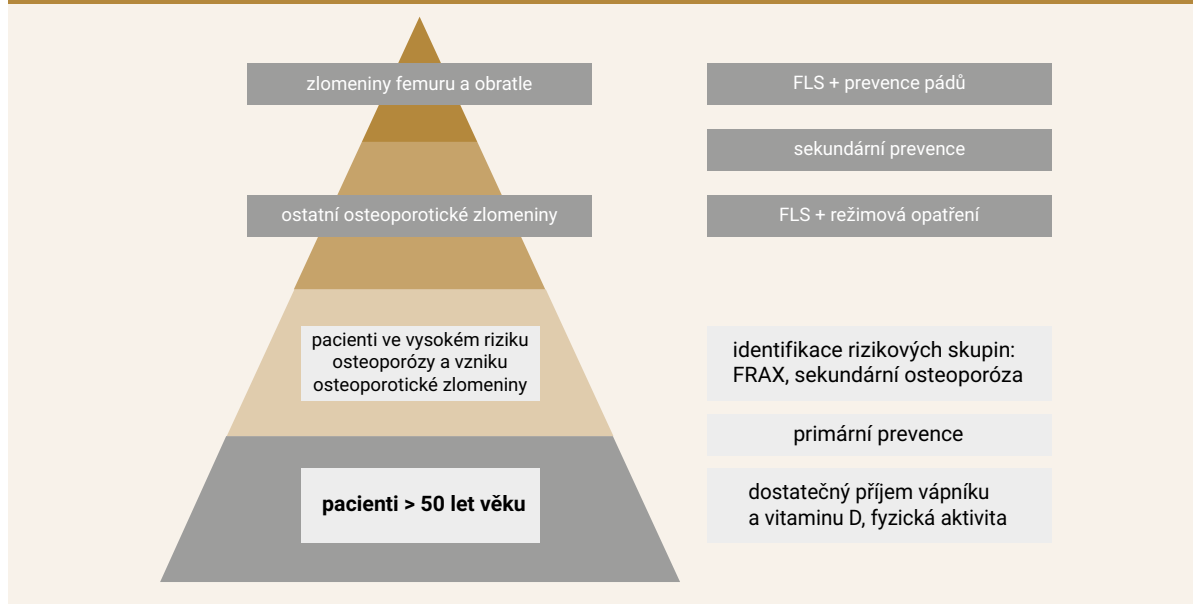 zlomeniny femuru a obratle
FLS + prevence pádů
sekundární prevence
ostatní osteoporotické zlomeniny
FLS + režimová opatření
pacienti ve vysokém riziku
osteoporózy a vzniku
osteoporotické zlomeniny
identifikace rizikových skupin:
FRAX, sekundární osteoporóza
primární prevence
pacienti > 50 let věku
dostatečný příjem vápníku
a vitaminu D, fyzická aktivita